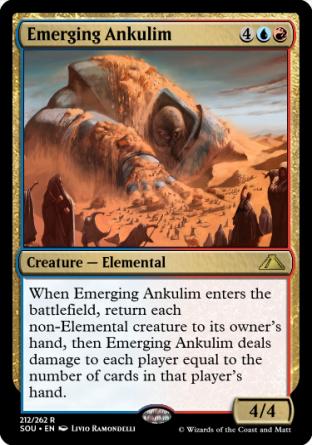 Emerging Ankulim 4
Creature — Elemental
When Emerging Ankulim enters the
battlefield, return each
non-Elemental creature to its owner's
hand, then Emerging Ankulim deals
damage to each player equal to the
number of cards in that player's
hand.
4/4
212/262 R
SOU • EN LIVIO RAMONDELLI
© Wizards of the Coast and Matt